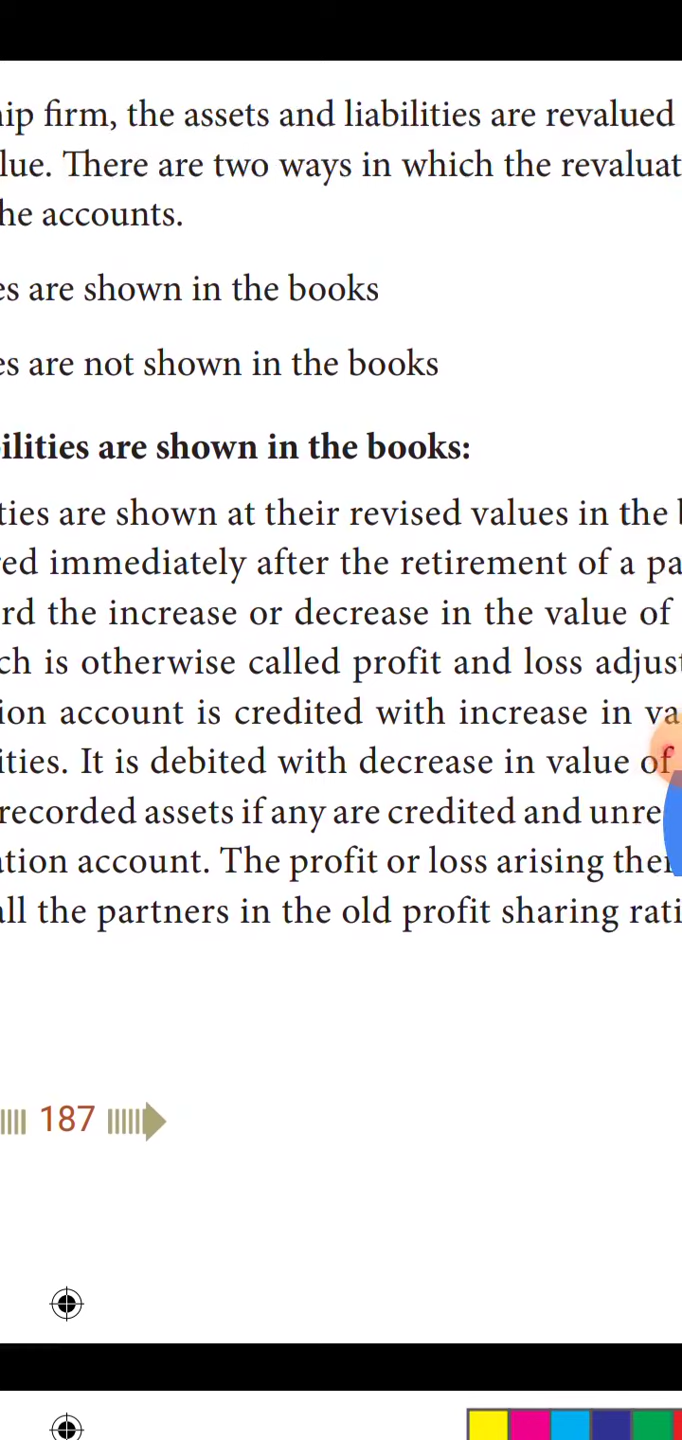 ip firm, the assets and liabilities are revalued
lue. There are two ways in which the revaluat
he accounts.
es are shown in the books
es are not shown in the books
ilities are shown in the books:
ties are shown at their revised values in the
ed immediately after the retirement of a pa
rd the increase or decrease in the value of
ch is otherwise called profit and loss adjust
ion account is credited with increase in va
ities. It is debited with decrease in value of
recorded assets if any are credited and unre
ation account. The profit or loss arising ther
all the partners in the old profit sharing rati
187